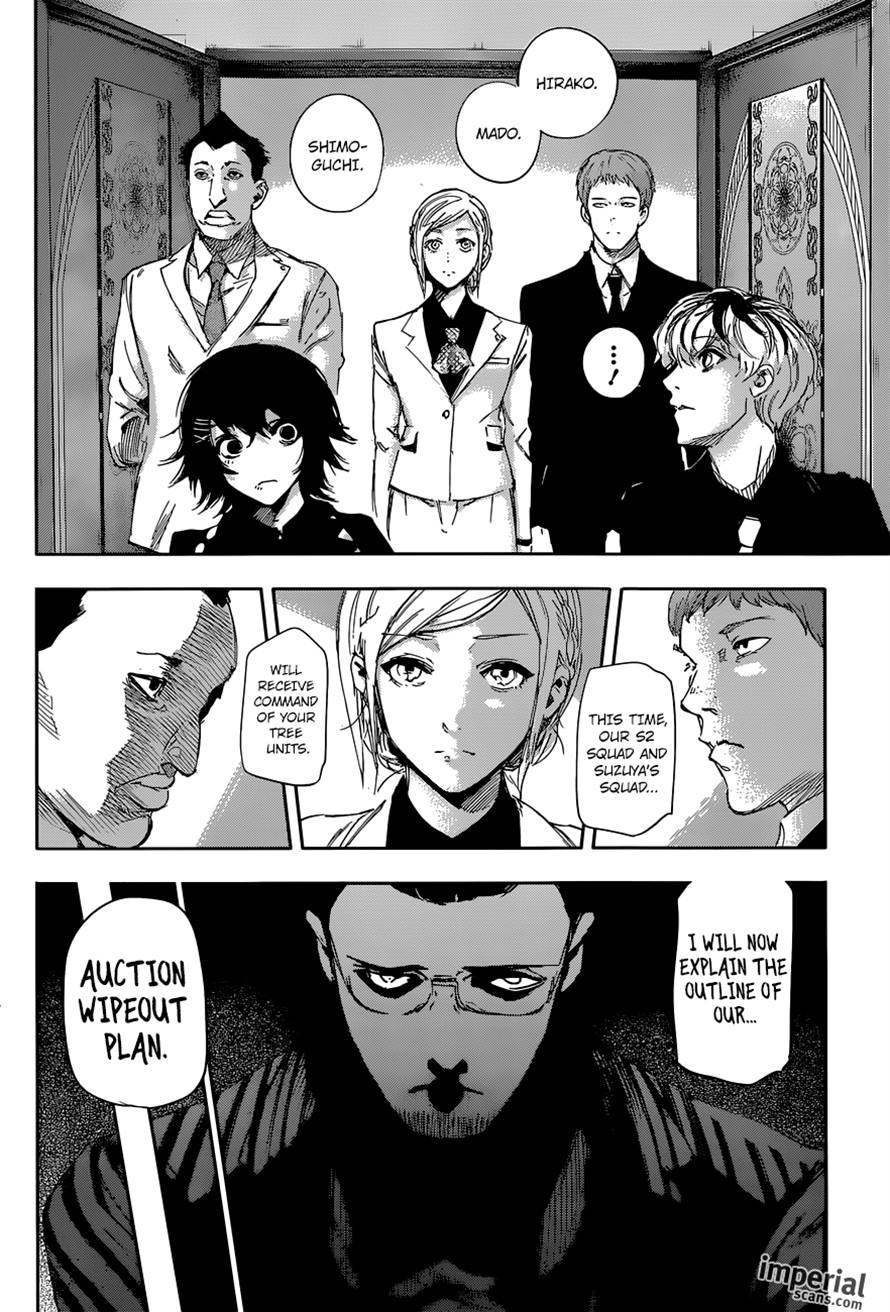 HIRAKO.
MADO.
SHIMO-
GUCHI.
...!
THIS TIME,
OUR S2
SQUAD AND
SUZUYA'S
SQUAD...
WILL
RECEIVE
COMMAND
OF YOUR
TREE
UNITS.
I WILL NOW
EXPLAIN THE
OUTLINE OF
OUR...
AUCTION
WIPEOUT
PLAN.
imperial
scans.com